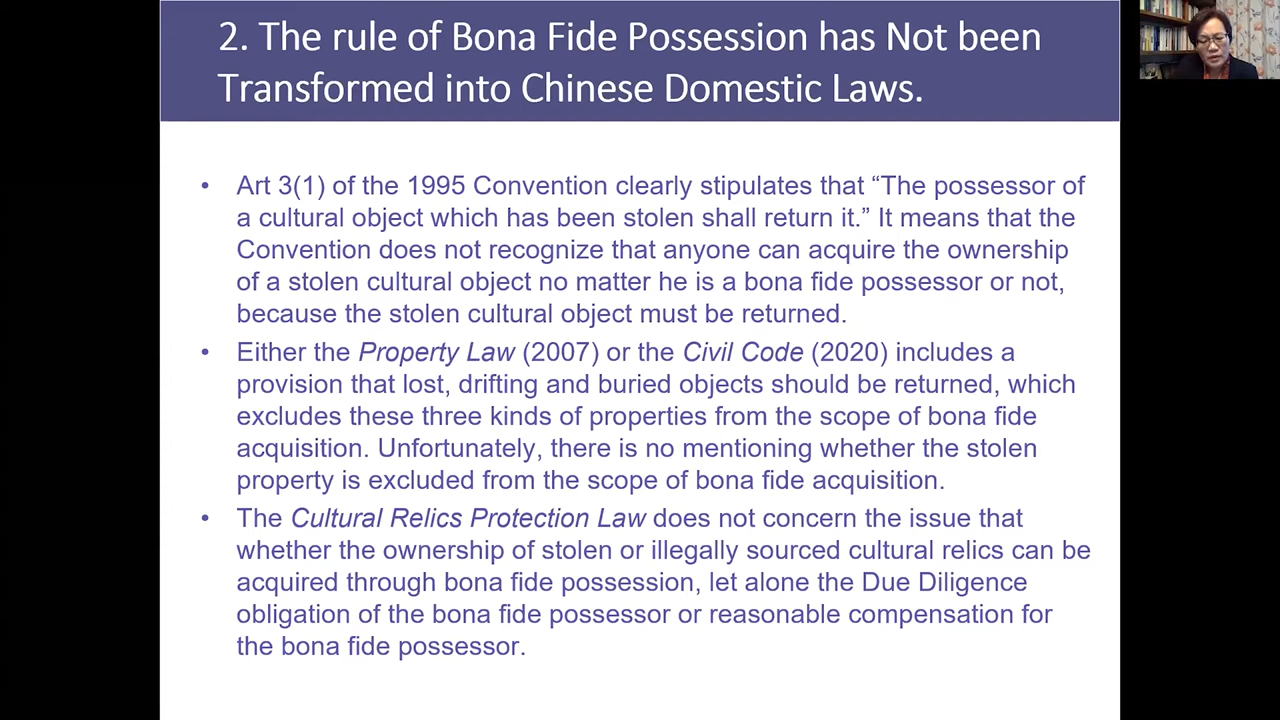 2. The rule of Bona Fide Possession has Not been
Transformed into Chinese Domestic Laws.
• Art 3(1) of the 1995 Convention clearly stipulates that “The possessor of
a cultural object which has been stolen shall return it.” It means that the
Convention does not recognize that anyone can acquire the ownership
of a stolen cultural object no matter he is a bona fide possessor or not,
because the stolen cultural object must be returned.
• Either the Property Law (2007) or the Civil Code (2020) includes a
provision that lost, drifting and buried objects should be returned, which
excludes these three kinds of properties from the scope of bona fide
acquisition. Unfortunately, there is no mentioning whether the stolen
property is excluded from the scope of bona fide acquisition.
• The Cultural Relics Protection Law does not concern the issue that
whether the ownership of stolen or illegally sourced cultural relics can be
acquired through bona fide possession, let alone the Due Diligence
obligation of the bona fide possessor or reasonable compensation for
the bona fide possessor.